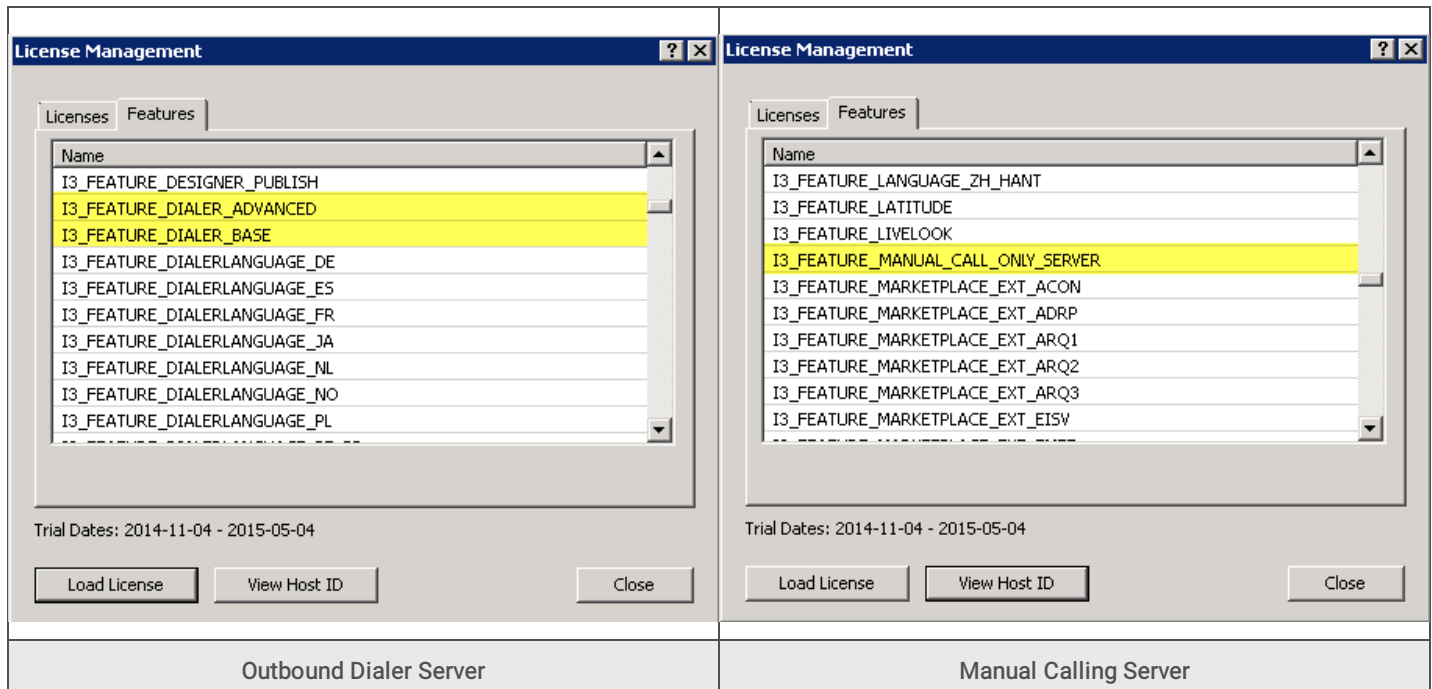 License Management
Licenses Features
Name
I3_FEATURE_DESIGNER_PUBLISH
I3_FEATURE_DIALER_ADVANCED
I3_FEATURE_DIALER_BASE
I3_FEATURE_DIALERLANGUAGE_DE
I3_FEATURE_DIALERLANGUAGE_ES
I3_FEATURE_DIALERLANGUAGE_FR
I3_FEATURE_DIALERLANGUAGE_JA
I3_FEATURE_DIALERLANGUAGE_NL
I3_FEATURE_DIALERLANGUAGE_NO
I3_FEATURE_DIALERLANGUAGE_PL
Trial Dates: 2014-11-04 - 2015-05-04
Load License View Host ID Close
Outbound Dialer Server
License Management
Licenses Features
Name
I3_FEATURE_LANGUAGE_ZH_HANT
I3_FEATURE_LATITUDE
I3_FEATURE_LIVELOOK
I3_FEATURE_MANUAL_CALL_ONLY_SERVER
I3_FEATURE_MARKETPLACE_EXT_ACON
I3_FEATURE_MARKETPLACE_EXT_ADRP
I3_FEATURE_MARKETPLACE_EXT_ARQ1
I3_FEATURE_MARKETPLACE_EXT_ARQ2
I3_FEATURE_MARKETPLACE_EXT_ARQ3
I3_FEATURE_MARKETPLACE_EXT_EISV
Trial Dates: 2014-11-04 - 2015-05-04
Load License View Host ID Close
Manual Calling Server